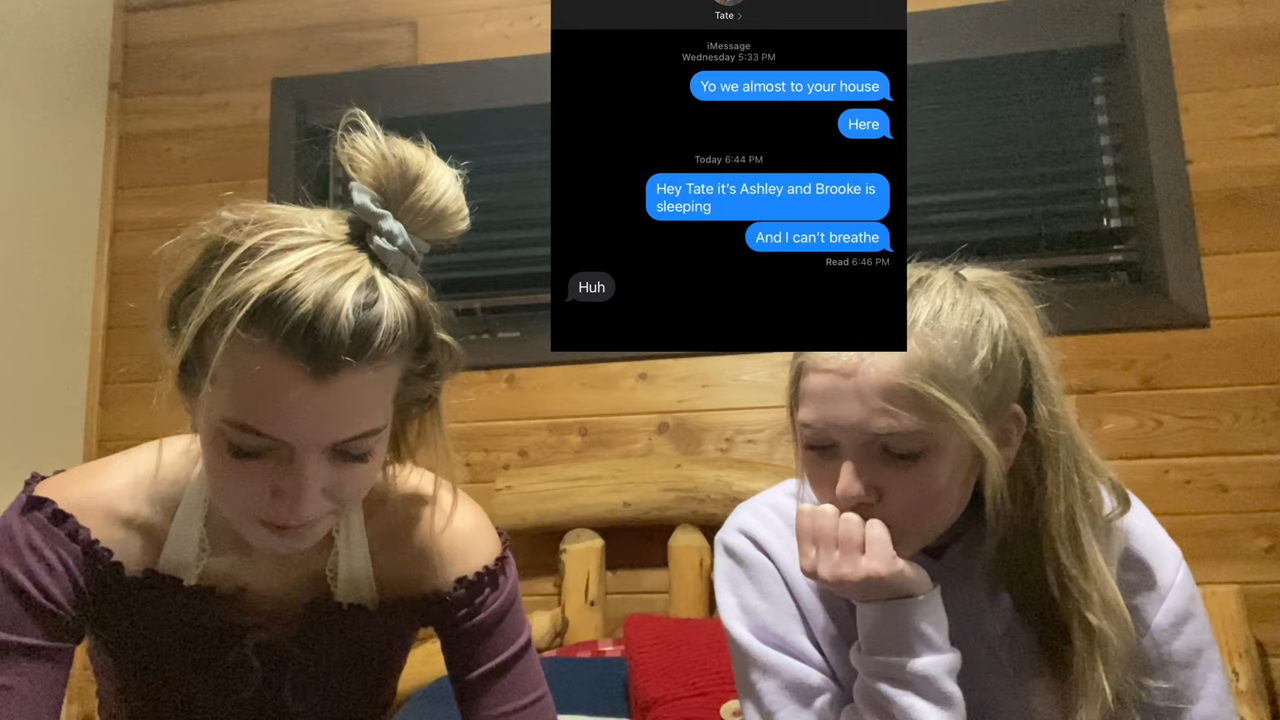 Tate >
iMessage
Wednesday 5:33 PM
Yo we almost to your house
Here
Today 6:44 PM
Hey Tate it's Ashley and Brooke is
sleeping
And I can't breathe
Read 6:46 PM
Huh